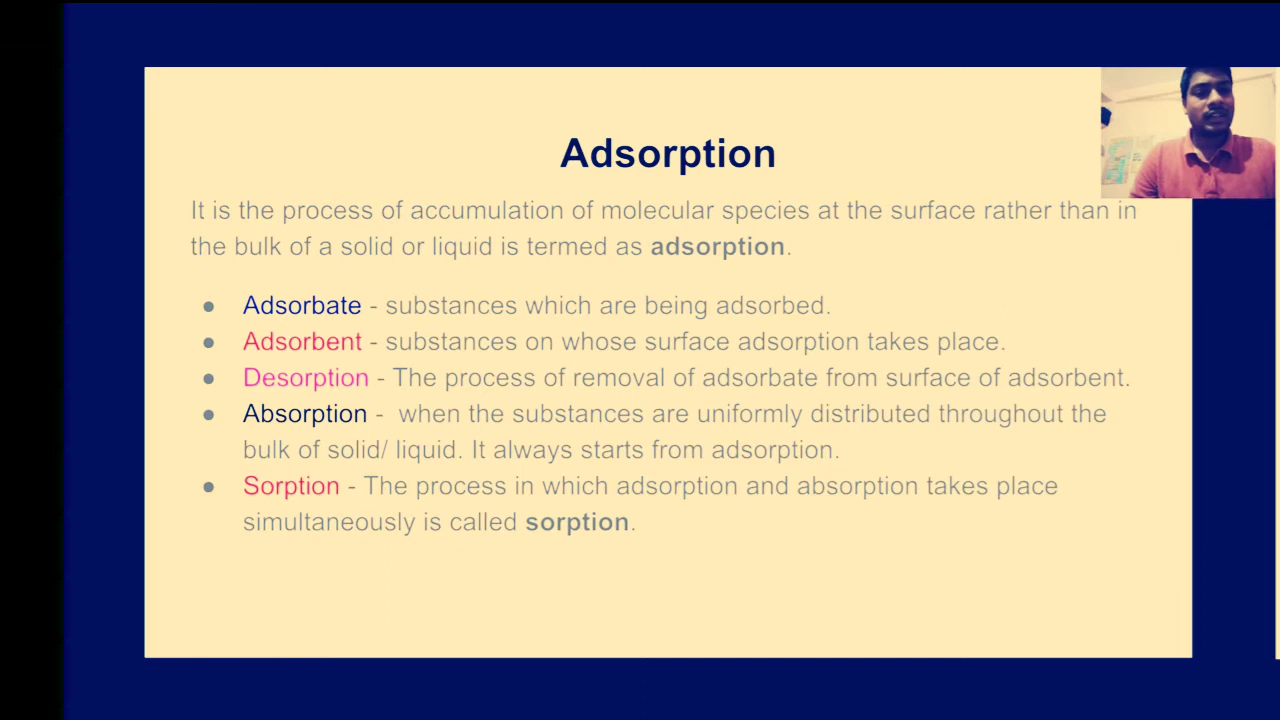 Adsorption
It is the process of accumulation of molecular species at the surface rather than in
the bulk of a solid or liquid is termed as adsorption.
● Adsorbate - substances which are being adsorbed.
● Adsorbent - substances on whose surface adsorption takes place.
● Desorption - The process of removal of adsorbate from surface of adsorbent.
● Absorption - when the substances are uniformly distributed throughout the
bulk of solid/ liquid. It always starts from adsorption.
● Sorption - The process in which adsorption and absorption takes place
simultaneously is called sorption.